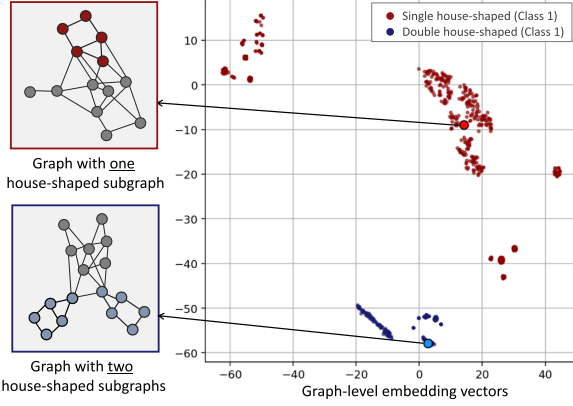 Single house-shaped (Class 1)
Double house-shaped (Class 1)
Graph with one
house-shaped subgraph
Graph with two
house-shaped subgraphs
0
−10
−20
−30
−40
−50
−60
−60
−40
−20
0
20
40
Graph-level embedding vectors